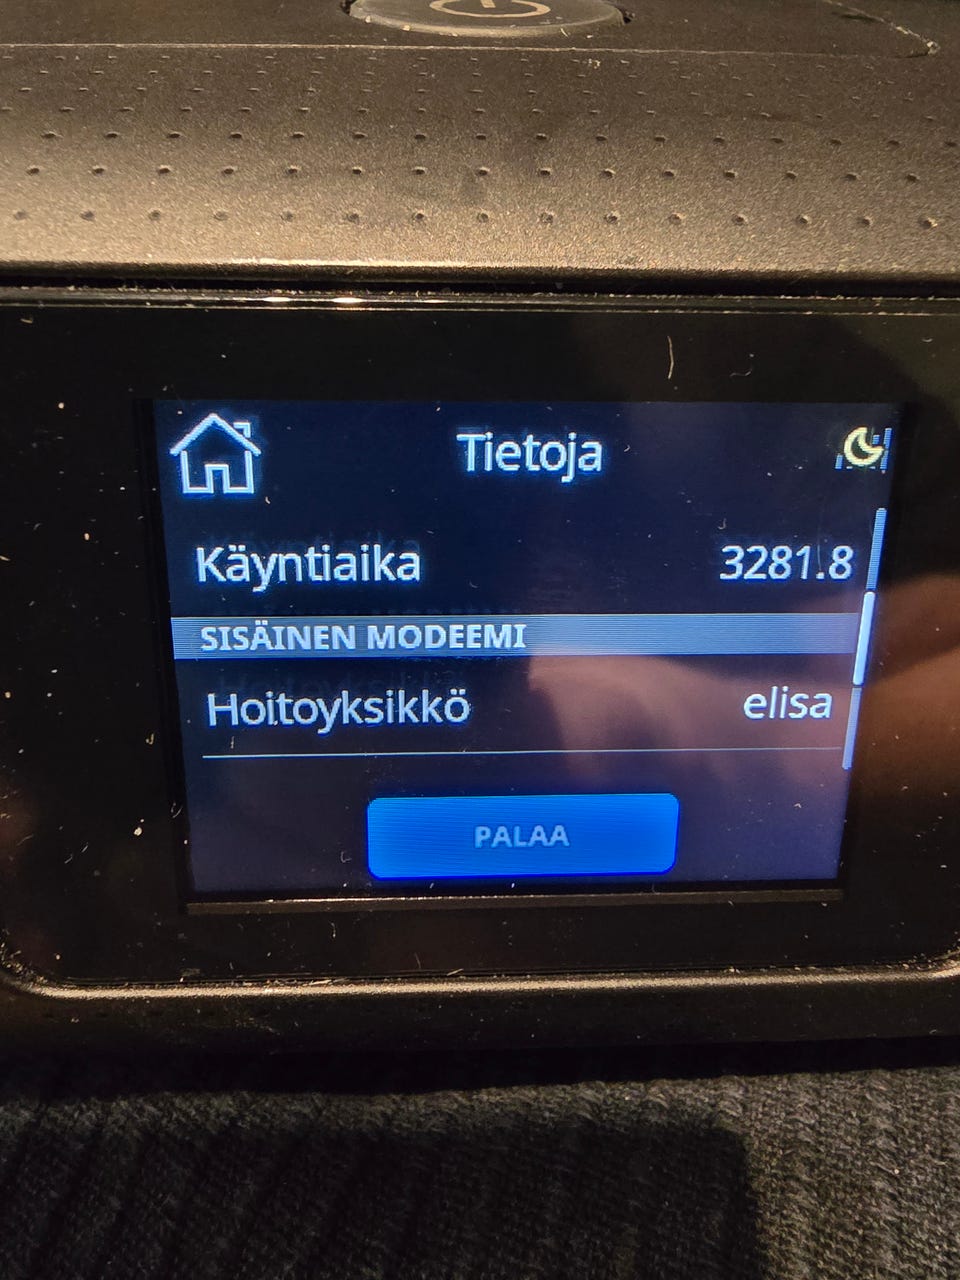 Tietoja
Käyntiaika 3281.8
SISÄINEN MODEEMI
Hoitoyksikkö elisa
PALAA